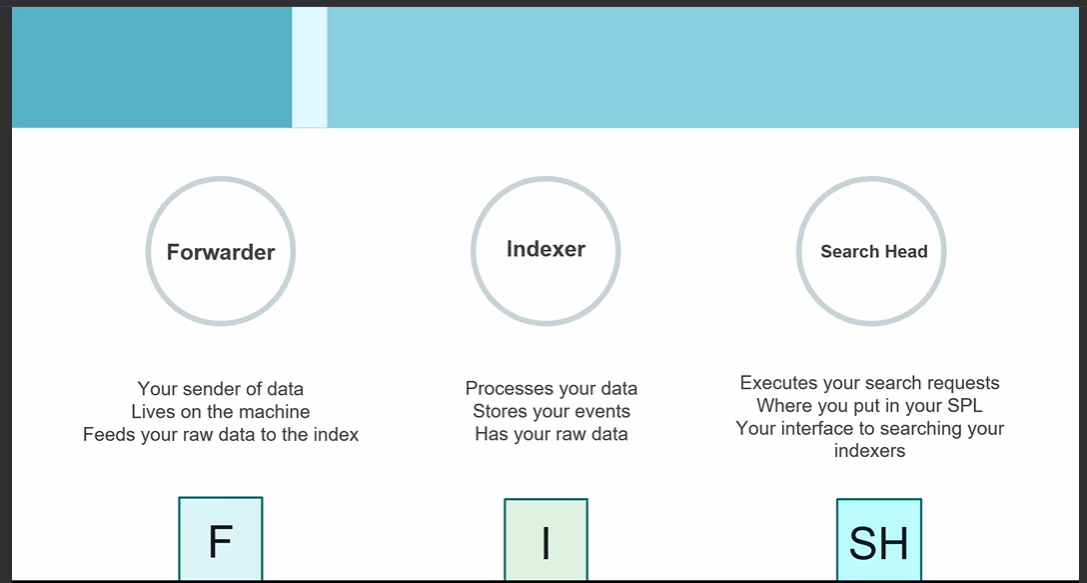 Forwarder
Indexer
Search Head
Your sender of data
Lives on the machine
Feeds your raw data to the index
Processes your data
Stores your events
Has your raw data
Executes your search requests
Where you put in your SPL
Your interface to searching your
indexers
F
I
SH